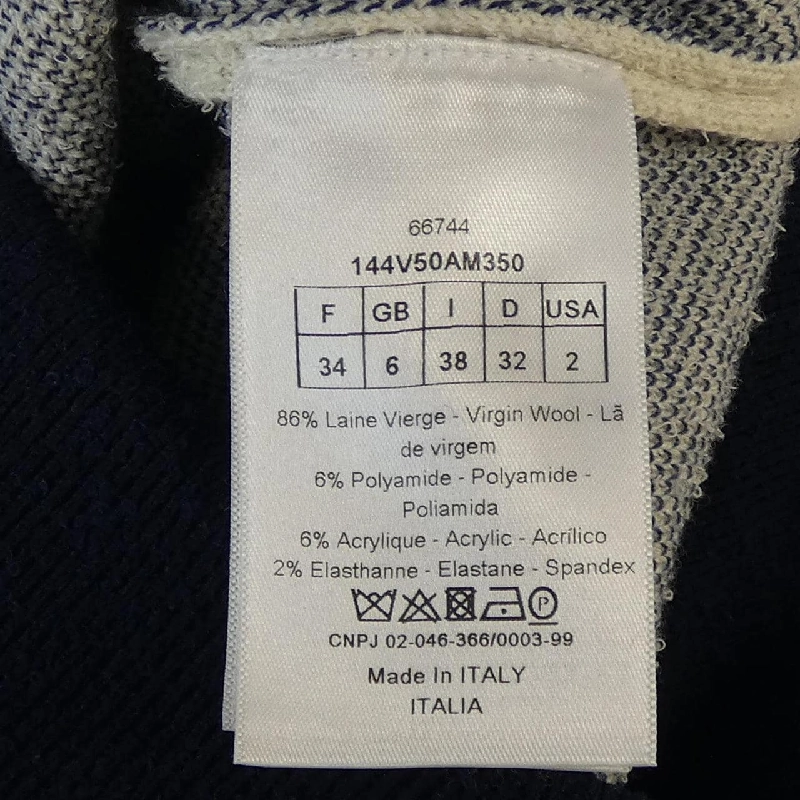 66744
144V50AM350
F GB I D USA
34 6 38 32 2
86% Laine Vierge - Virgin Wool - Lã
de virgem
6% Polyamide - Polyamide -
Poliamida
6% Acrylique - Acrylic - Acrílico
2% Elasthanne - Elastane - Spandex
P
CNPJ 02-046-366/0003-99
Made In ITALY
ITALIA